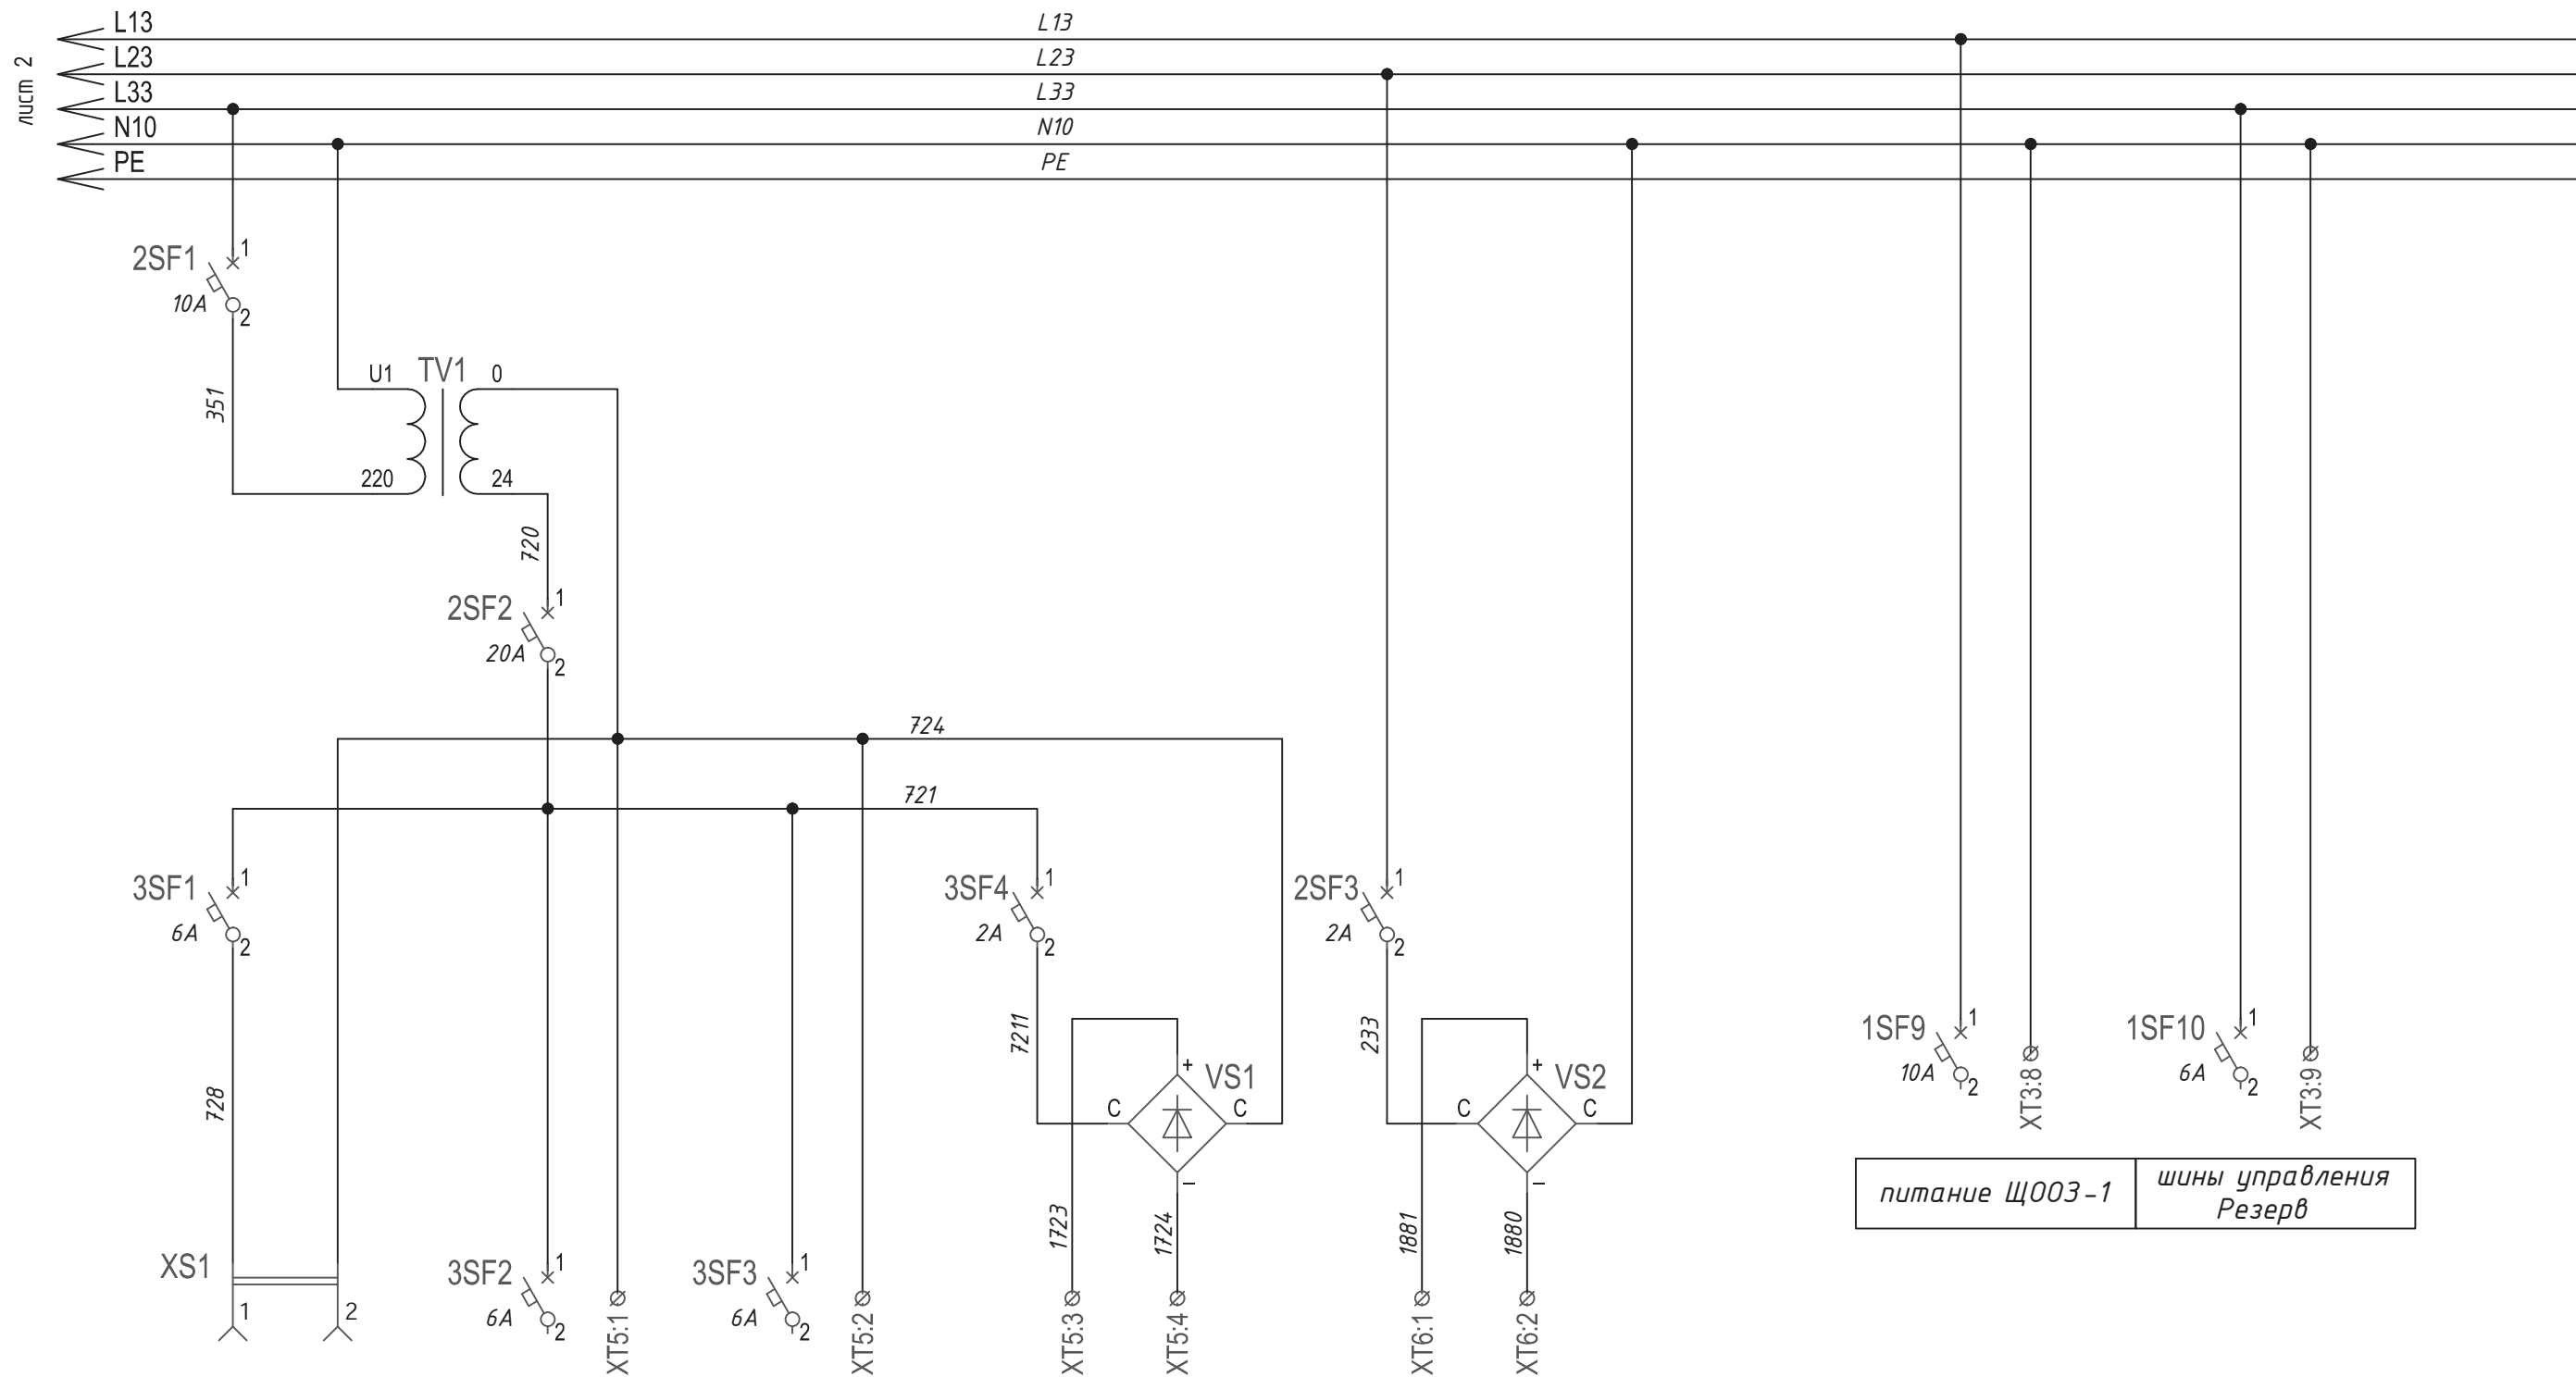 L13 L13
L23 L23
лист 2
L33 L33
N10 N10
PE PE
2SF1 1
10A 2
U1 TV1 0
351
220 24
720
2SF2 1
20A 2
724
721
3SF1 1
6A 2
3SF4 1
2A 2
2SF3 1
2A 2
7211
233
1SF9 1
10A 2
XT3:8
1SF10 1
6A 2
XT3:9
+ VS1
C C
−
+ VS2
C C
−
728
питание ЩО03-1
шины управления
Резерв
1723
1724
1881
1880
XS1
1 2
3SF2 1
6A 2
XT5:1
3SF3 1
6A 2
XT5:2
XT5:3
XT5:4
XT6:1
XT6:2